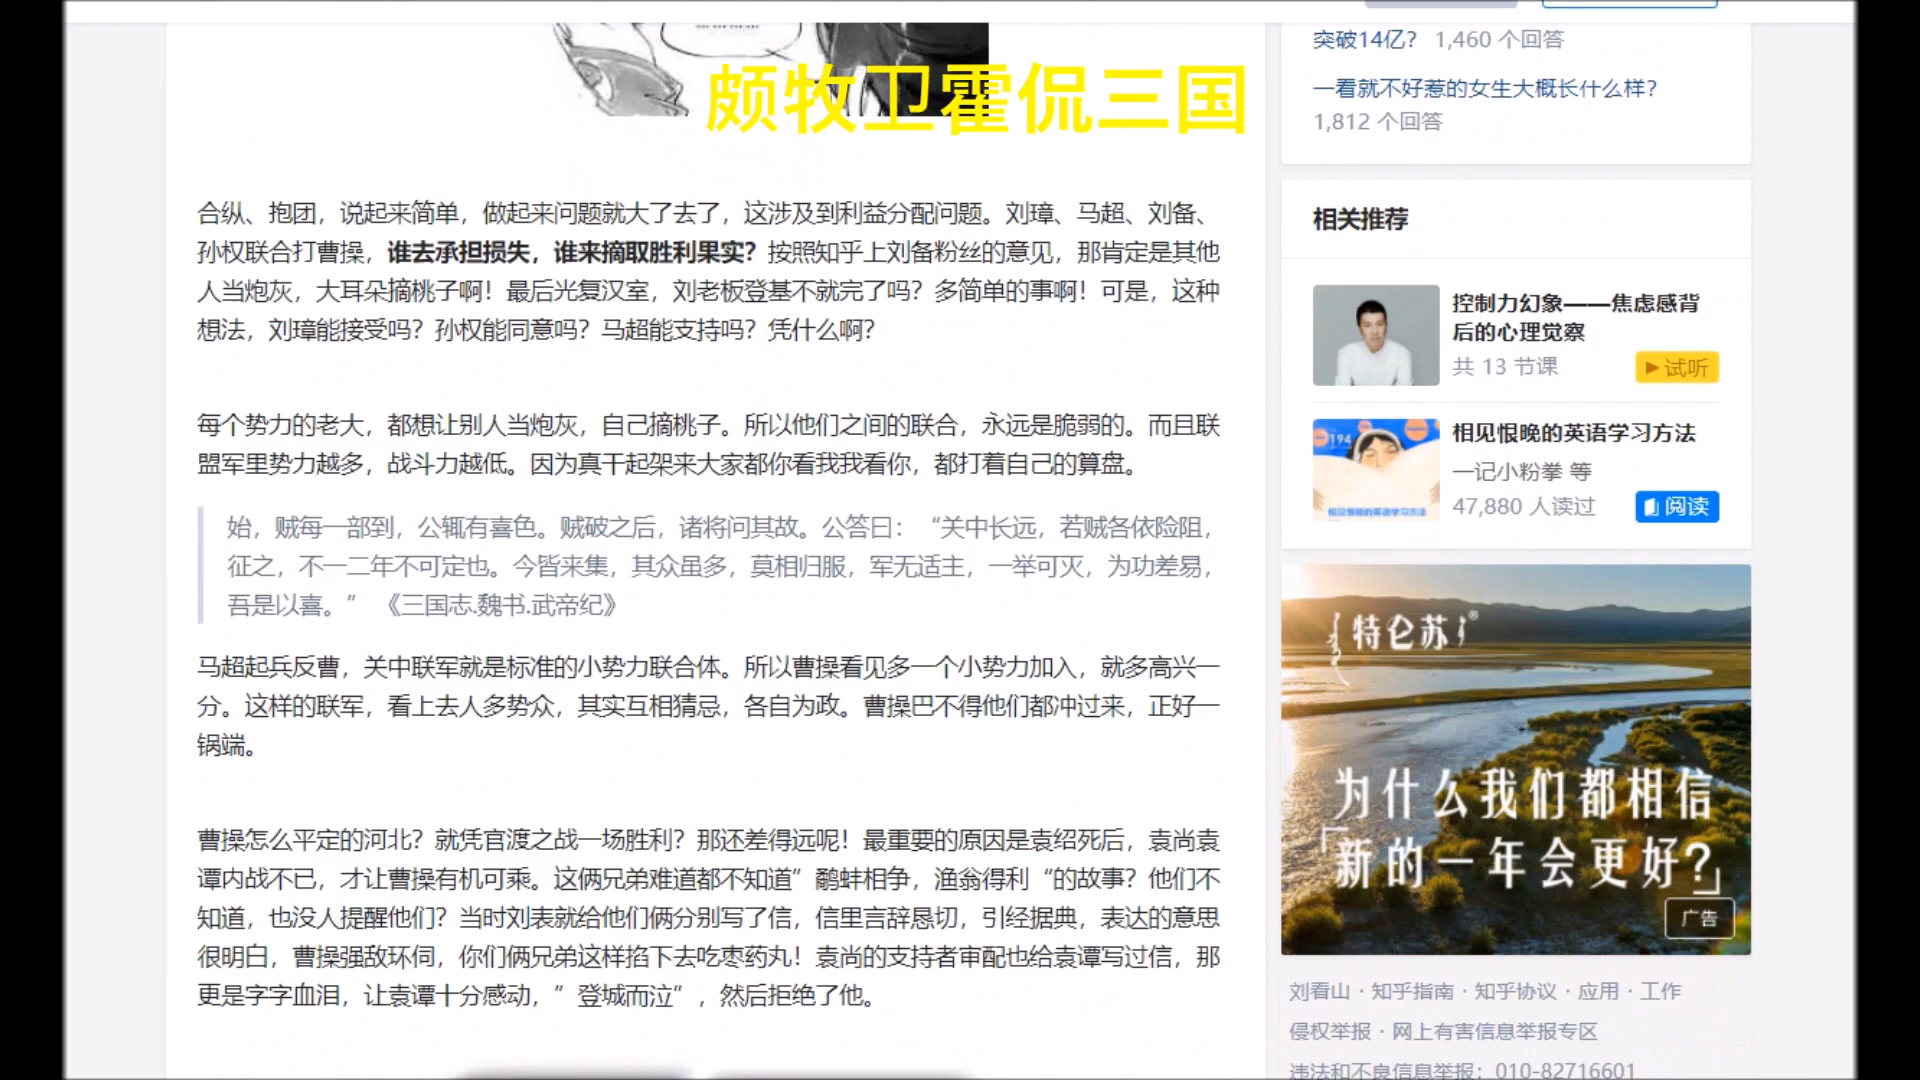 颇牧卫霍侃三国
合纵、抱团，说起来简单，做起来问题就大了去了，这涉及到利益分配问题。刘璋、马超、刘备、
孙权联合打曹操，谁去承担损失，谁来摘取胜利果实？按照知乎上刘备粉丝的意见，那肯定是其他
人当炮灰，大耳朵摘桃子啊！最后光复汉室，刘老板登基不就完了吗？多简单的事啊！可是，这种
想法，刘璋能接受吗？孙权能同意吗？马超能支持吗？凭什么啊？
每个势力的老大，都想让别人当炮灰，自己摘桃子。所以他们之间的联合，永远是脆弱的。而且联
盟军里势力越多，战斗力越低。因为真干起架来大家都你看我我看你，都打着自己的算盘。
始，贼每一部到，公辄有喜色。贼破之后，诸将问其故。公答曰：“关中长远，若贼各依险阻，
征之，不一二年不可定也。今皆来集，其众虽多，莫相归服，军无适主，一举可灭，为功差易，
吾是以喜。” 《三国志.魏书.武帝纪》
马超起兵反曹，关中联军就是标准的小势力联合体。所以曹操看见多一个小势力加入，就多高兴一
分。这样的联军，看上去人多势众，其实互相猜忌，各自为政。曹操巴不得他们都冲过来，正好一
锅端。
曹操怎么平定的河北？就凭官渡之战一场胜利？那还差得远呢！最重要的原因是袁绍死后，袁尚袁
谭内战不已，才让曹操有机可乘。这俩兄弟难道都不知道”鹬蚌相争，渔翁得利“的故事？他们不
知道，也没人提醒他们？当时刘表就给他们俩分别写了信，信里言辞恳切，引经据典，表达的意思
很明白，曹操强敌环伺，你们俩兄弟这样掐下去吃枣药丸！袁尚的支持者审配也给袁谭写过信，那
更是字字血泪，让袁谭十分感动，”登城而泣”，然后拒绝了他。
突破14亿？ 1,460 个回答
一看就不好惹的女生大概长什么样？
1,812 个回答
相关推荐
控制力幻象——焦虑感背
后的心理觉察
共 13 节课
试听
194
相见恨晚的英语学习方法
相见恨晚的英语学习方法
一记小粉拳 等
47,880 人读过
阅读
特仑苏®
为什么我们都相信
「新的一年会更好?」
广告
刘看山 · 知乎指南 · 知乎协议 · 应用 · 工作
侵权举报 · 网上有害信息举报专区
违法和不良信息举报：010-82716601